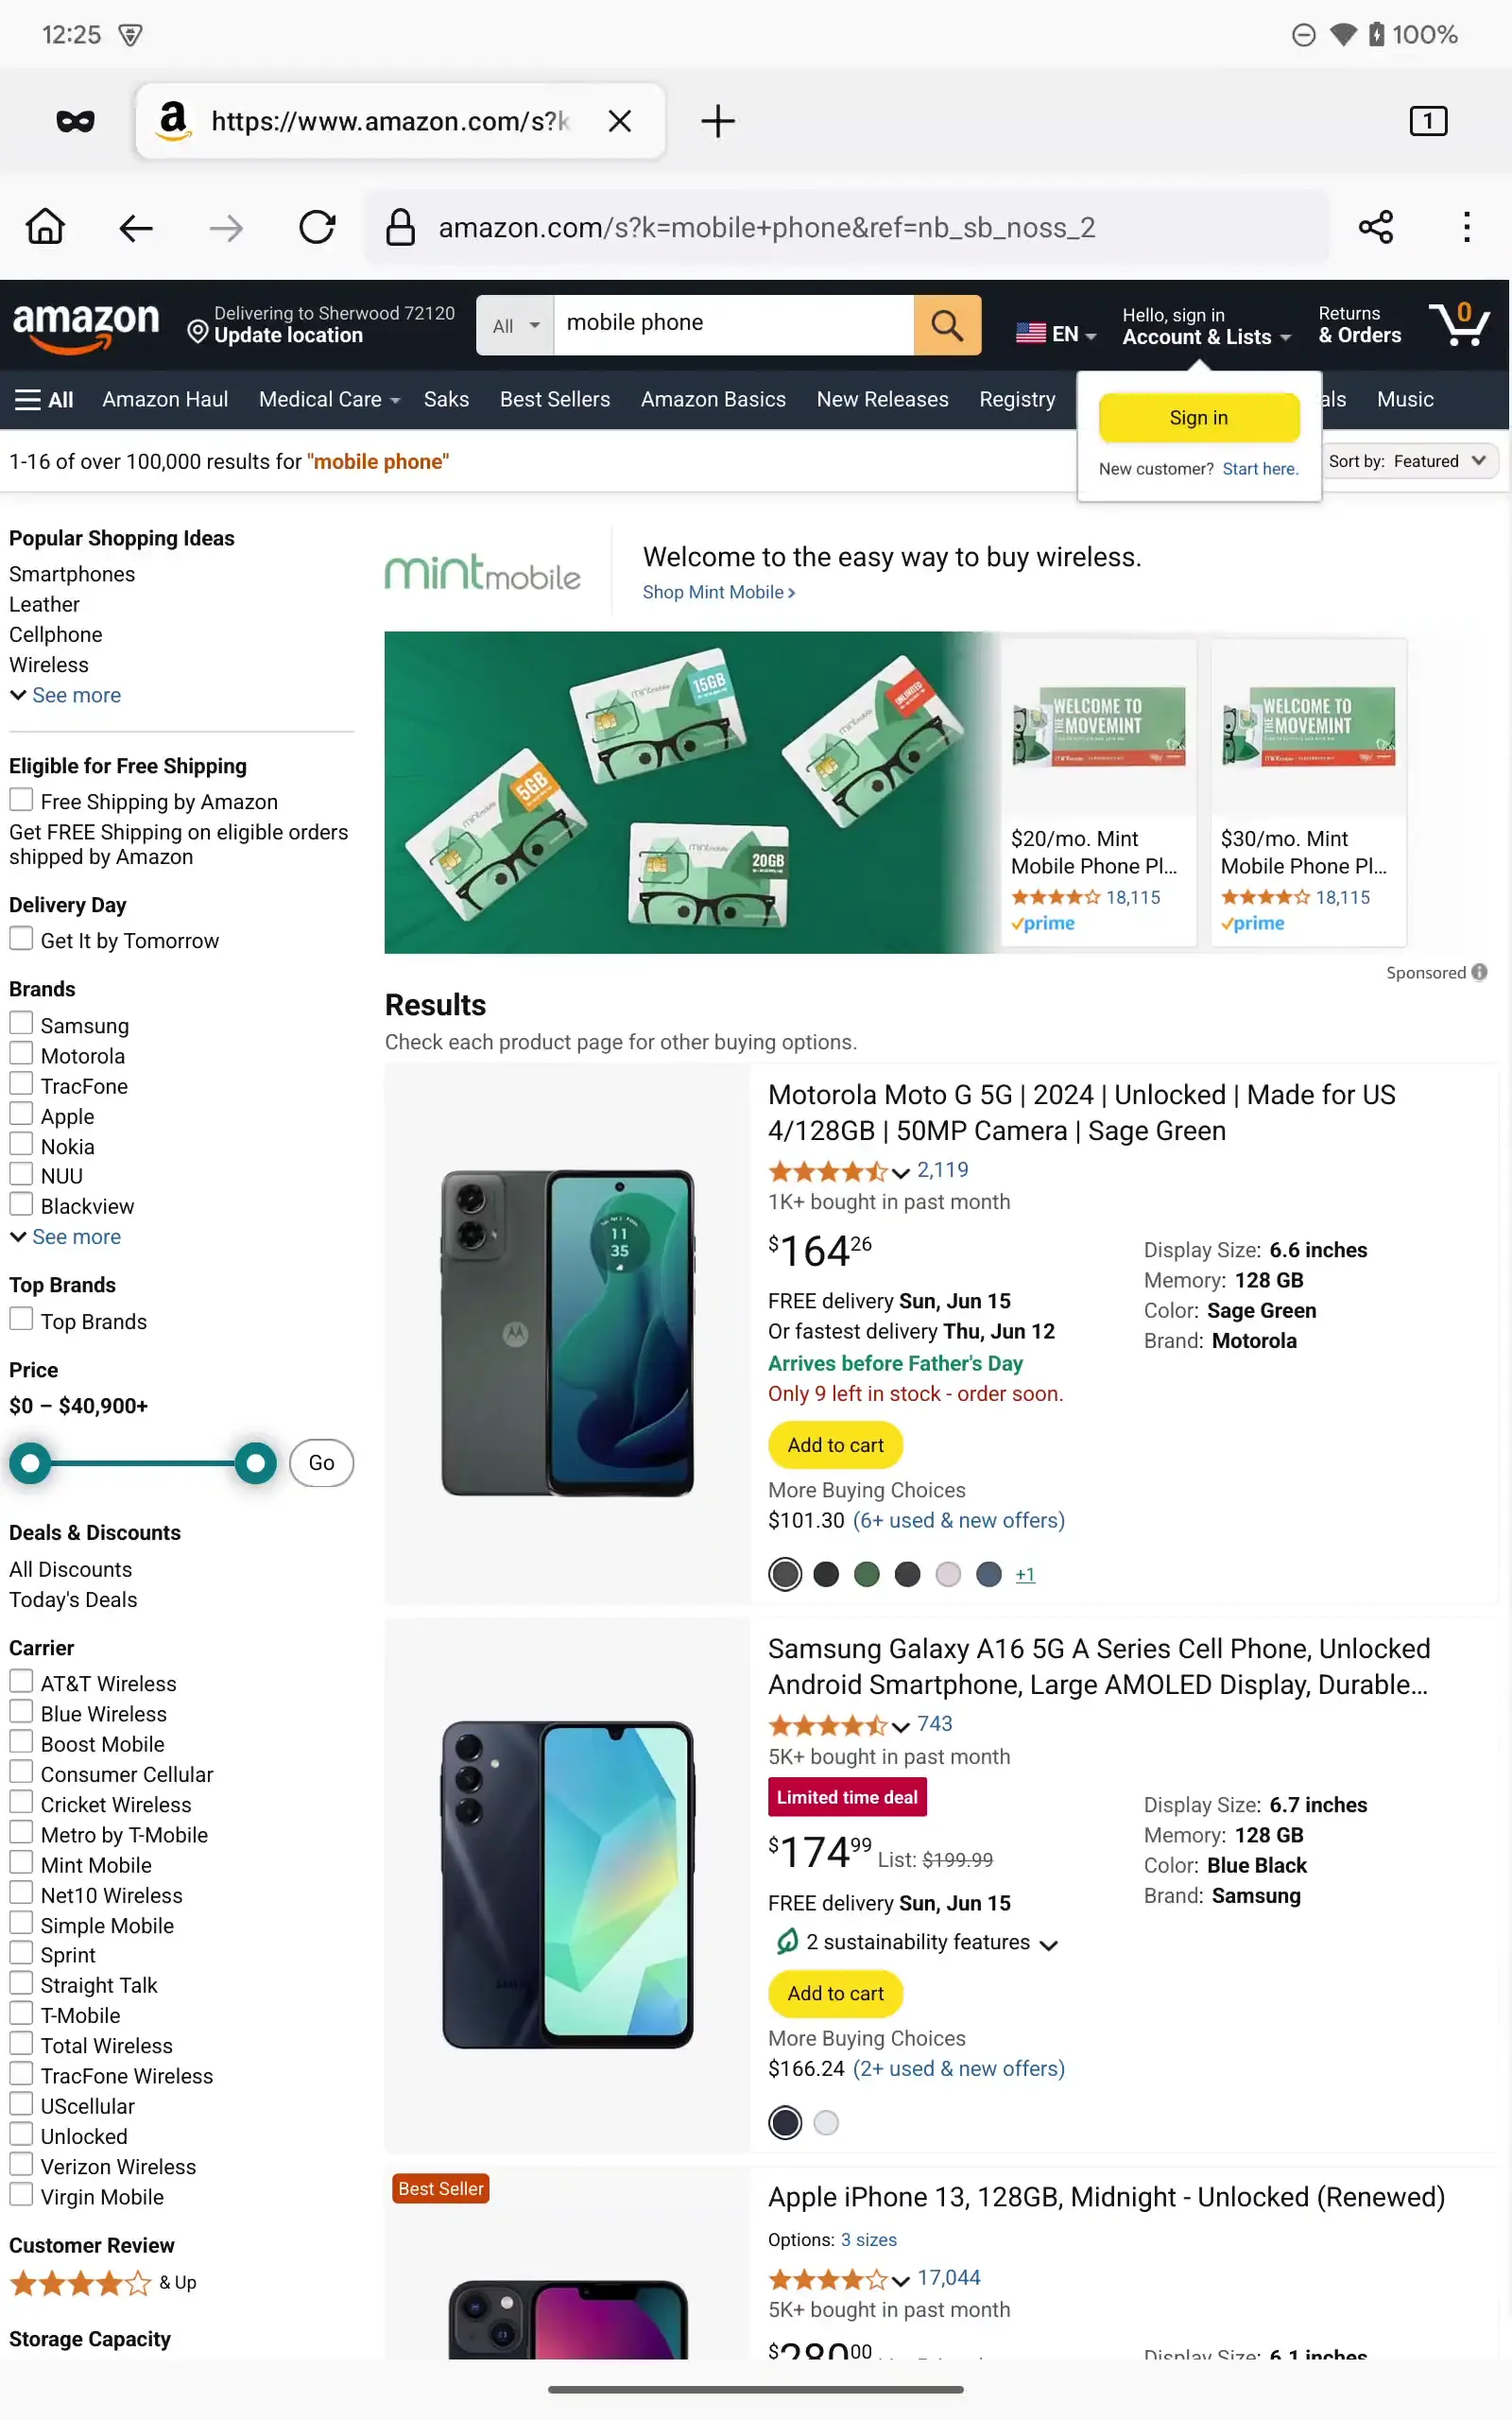 12:25
100%
https://www.amazon.com/s?k
1
amazon.com/s?k=mobile+phone&ref=nb_sb_noss_2
amazon
Delivering to Sherwood 72120
Update location
All
mobile phone
EN
Hello, sign in
Account & Lists
Returns
& Orders
0
All
Amazon Haul
Medical Care
Saks
Best Sellers
Amazon Basics
New Releases
Registry
als
Music
Sign in
New customer? Start here.
1-16 of over 100,000 results for "mobile phone"
Sort by: Featured
Popular Shopping Ideas
Smartphones
Leather
Cellphone
Wireless
See more
Eligible for Free Shipping
Free Shipping by Amazon
Get FREE Shipping on eligible orders
shipped by Amazon
Delivery Day
Get It by Tomorrow
Brands
Samsung
Motorola
TracFone
Apple
Nokia
NUU
Blackview
See more
Top Brands
Top Brands
Price
$0 – $40,900+
Go
Deals & Discounts
All Discounts
Today's Deals
Carrier
AT&T Wireless
Blue Wireless
Boost Mobile
Consumer Cellular
Cricket Wireless
Metro by T-Mobile
Mint Mobile
Net10 Wireless
Simple Mobile
Sprint
Straight Talk
T-Mobile
Total Wireless
TracFone Wireless
UScellular
Unlocked
Verizon Wireless
Virgin Mobile
Customer Review
& Up
Storage Capacity
mint mobile
Welcome to the easy way to buy wireless.
Shop Mint Mobile
15GB
UNLIMITED
5GB
20GB
WELCOME TO
THE MOVEMINT
$20/mo. Mint
Mobile Phone Pl...
18,115
prime
WELCOME TO
THE MOVEMINT
$30/mo. Mint
Mobile Phone Pl...
18,115
prime
Sponsored
Results
Check each product page for other buying options.
11
35
Motorola Moto G 5G | 2024 | Unlocked | Made for US
4/128GB | 50MP Camera | Sage Green
2,119
1K+ bought in past month
$164 26
FREE delivery Sun, Jun 15
Or fastest delivery Thu, Jun 12
Arrives before Father's Day
Only 9 left in stock - order soon.
Add to cart
More Buying Choices
$101.30 (6+ used & new offers)
+1
Display Size: 6.6 inches
Memory: 128 GB
Color: Sage Green
Brand: Motorola
Samsung Galaxy A16 5G A Series Cell Phone, Unlocked
Android Smartphone, Large AMOLED Display, Durable...
743
5K+ bought in past month
Limited time deal
$174 99 List: $199.99
FREE delivery Sun, Jun 15
2 sustainability features
Add to cart
More Buying Choices
$166.24 (2+ used & new offers)
Display Size: 6.7 inches
Memory: 128 GB
Color: Blue Black
Brand: Samsung
Best Seller
Apple iPhone 13, 128GB, Midnight - Unlocked (Renewed)
Options: 3 sizes
17,044
5K+ bought in past month
$280 00
Display Size: 6.1 inches